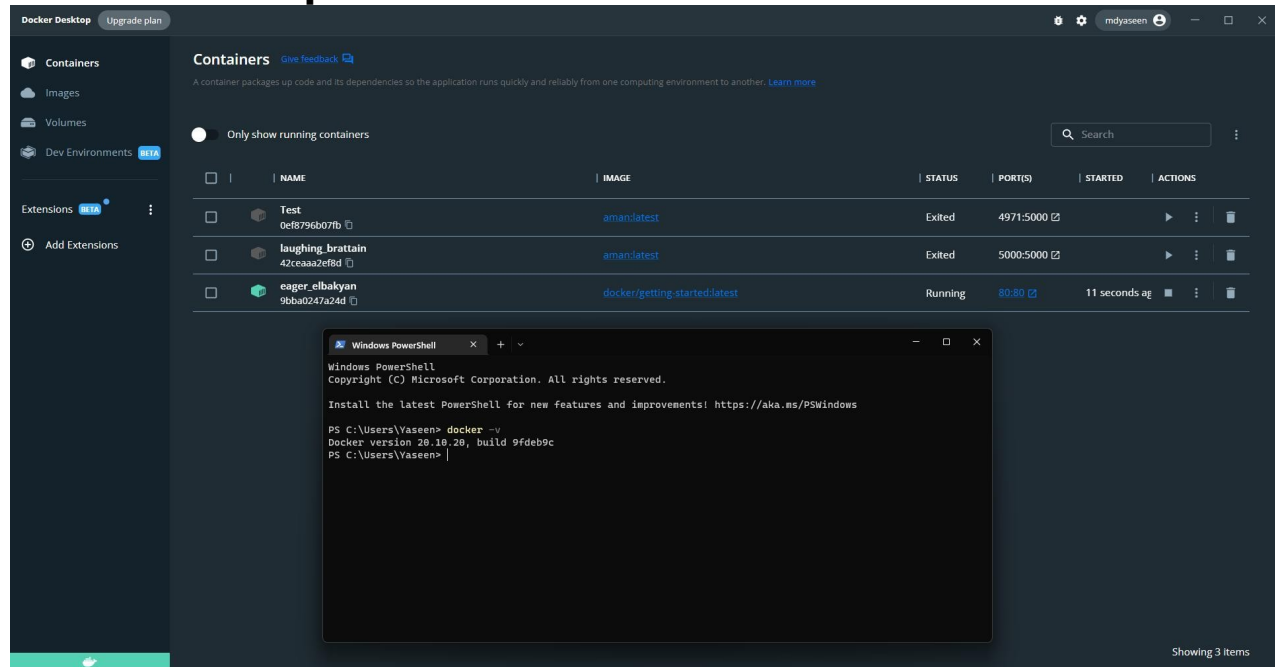 Docker Desktop Upgrade plan mdyaseen
Containers
Images
Volumes
Dev Environments BETA
Extensions BETA
Add Extensions
Containers Give feedback
A container packages up code and its dependencies so the application runs quickly and reliably from one computing environment to another. Learn more
Only show running containers
Search
NAME IMAGE STATUS PORT(S) STARTED ACTIONS
Test
0ef8796b07fb
aman:latest Exited 4971:5000
laughing_brattain
42ceaaa2ef8d
aman:latest Exited 5000:5000
eager_elbakyan
9bba0247a24d
docker/getting-started:latest Running 80:80 11 seconds ag
Windows PowerShell
Windows PowerShell
Copyright (C) Microsoft Corporation. All rights reserved.
Install the latest PowerShell for new features and improvements! https://aka.ms/PSWindows
PS C:\Users\Yaseen> docker -v
Docker version 20.10.20, build 9fdeb9c
PS C:\Users\Yaseen>
Showing 3 items